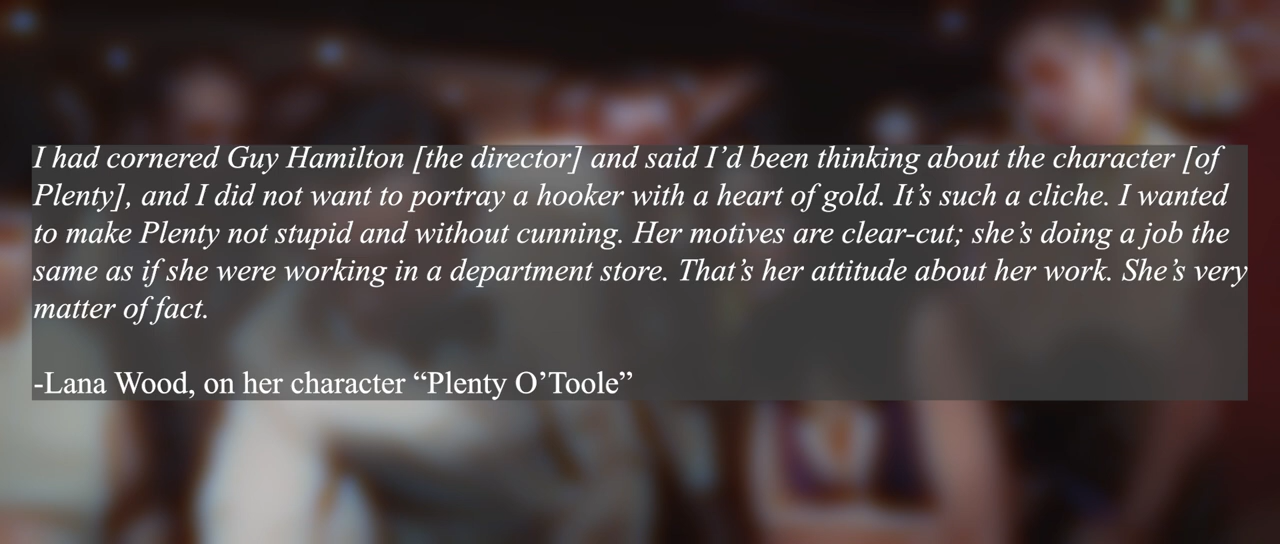 I had cornered Guy Hamilton [the director] and said I’d been thinking about the character [of
Plenty], and I did not want to portray a hooker with a heart of gold. It’s such a cliche. I wanted
to make Plenty not stupid and without cunning. Her motives are clear-cut; she’s doing a job the
same as if she were working in a department store. That’s her attitude about her work. She’s very
matter of fact.
-Lana Wood, on her character “Plenty O’Toole”